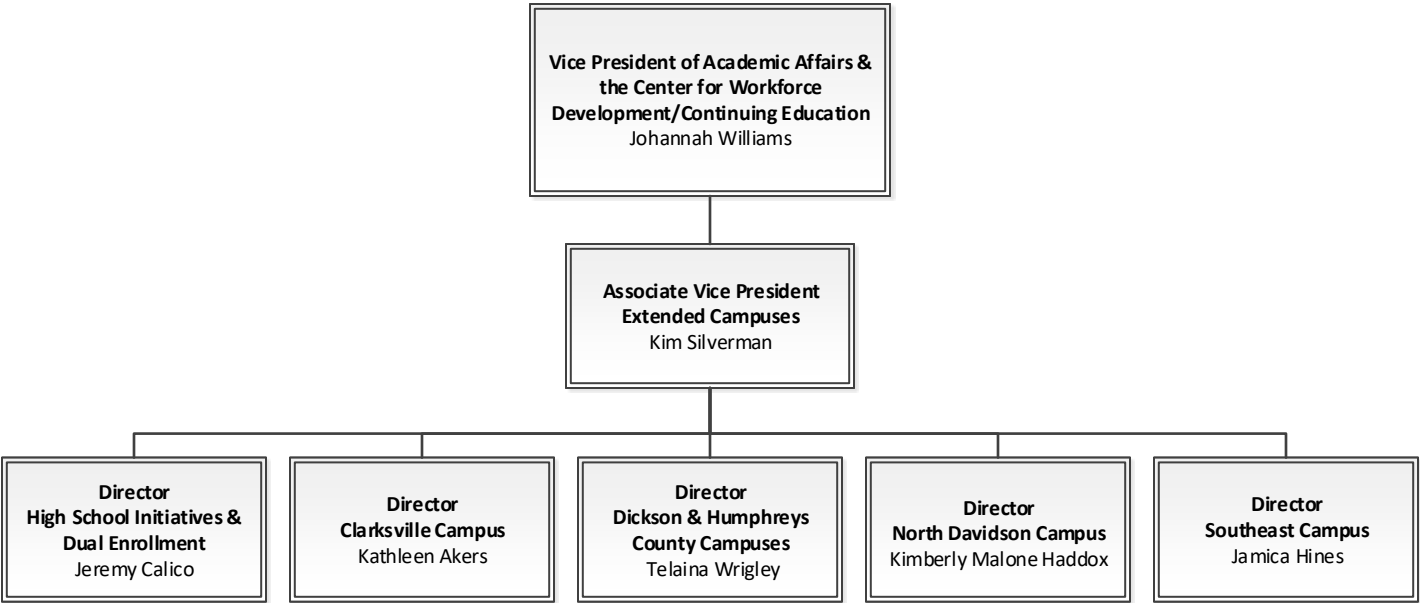 Vice President of Academic Affairs &
the Center for Workforce
Development/Continuing Education
Johannah Williams
Associate Vice President
Extended Campuses
Kim Silverman
Director
High School Initiatives &
Dual Enrollment
Jeremy Calico
Director
Clarksville Campus
Kathleen Akers
Director
Dickson & Humphreys
County Campuses
Telaina Wrigley
Director
North Davidson Campus
Kimberly Malone Haddox
Director
Southeast Campus
Jamica Hines